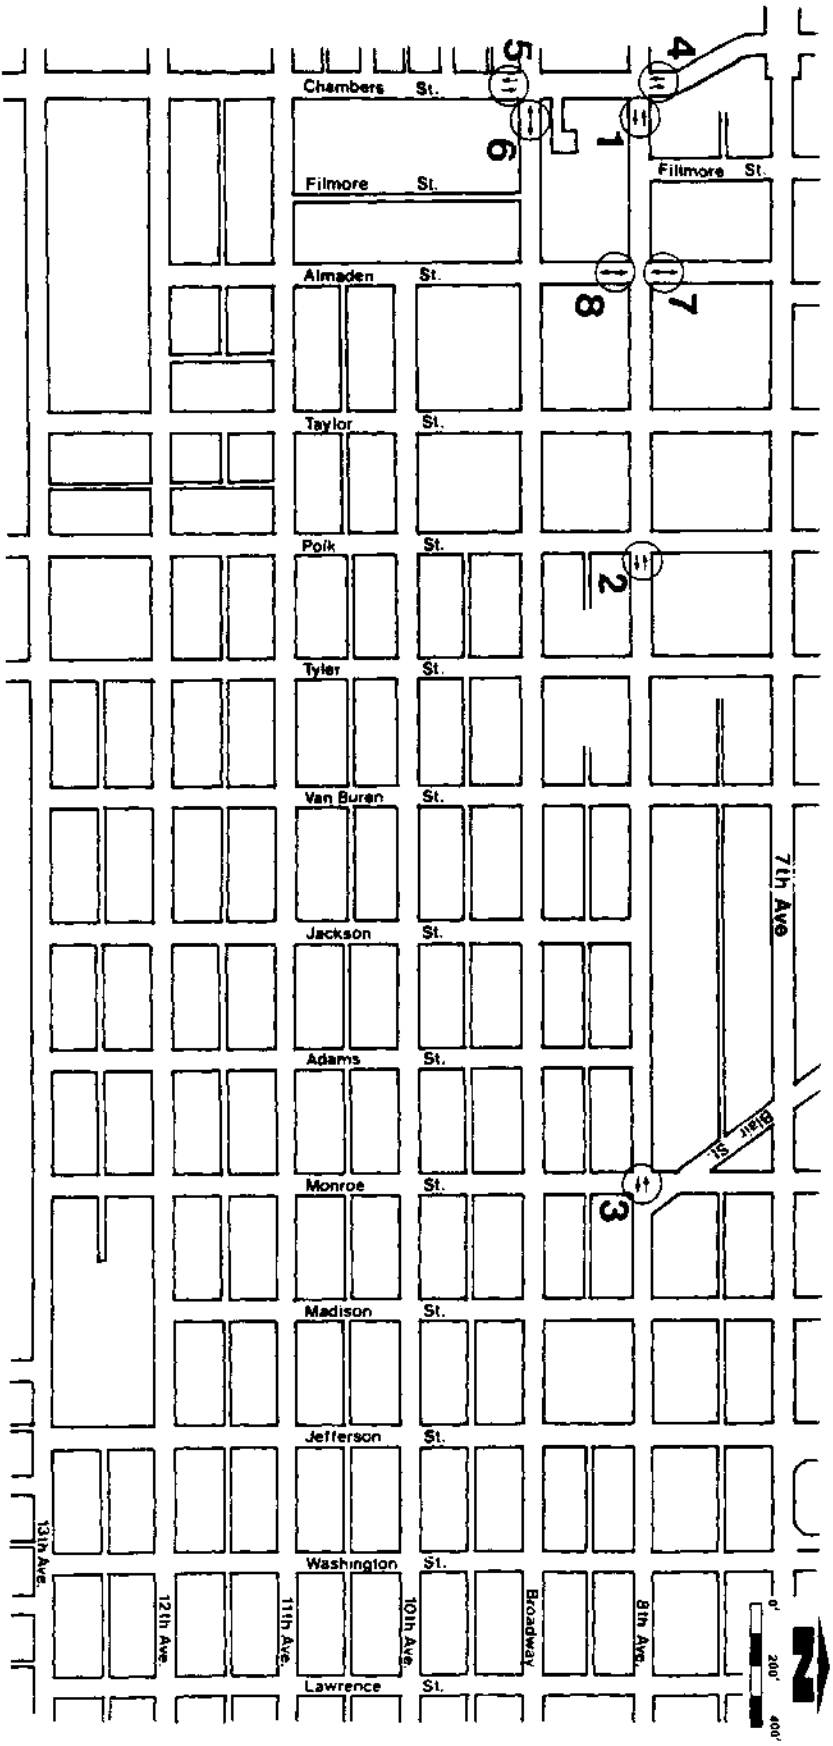 5
4
Chambers St.
6
1
Filmore St.
Fillmore St.
Almaden St.
8
7
Taylor St.
Polk St.
2
Tyler St.
Van Buren St.
7th Ave
Jackson St.
Adams St.
Blair St.
Monroe St.
3
Madison St.
Jefferson St.
Washington St.
13th Ave.
12th Ave.
11th Ave.
10th Ave.
Broadway
8th Ave.
0' 200' 400'
N
Lawrence St.